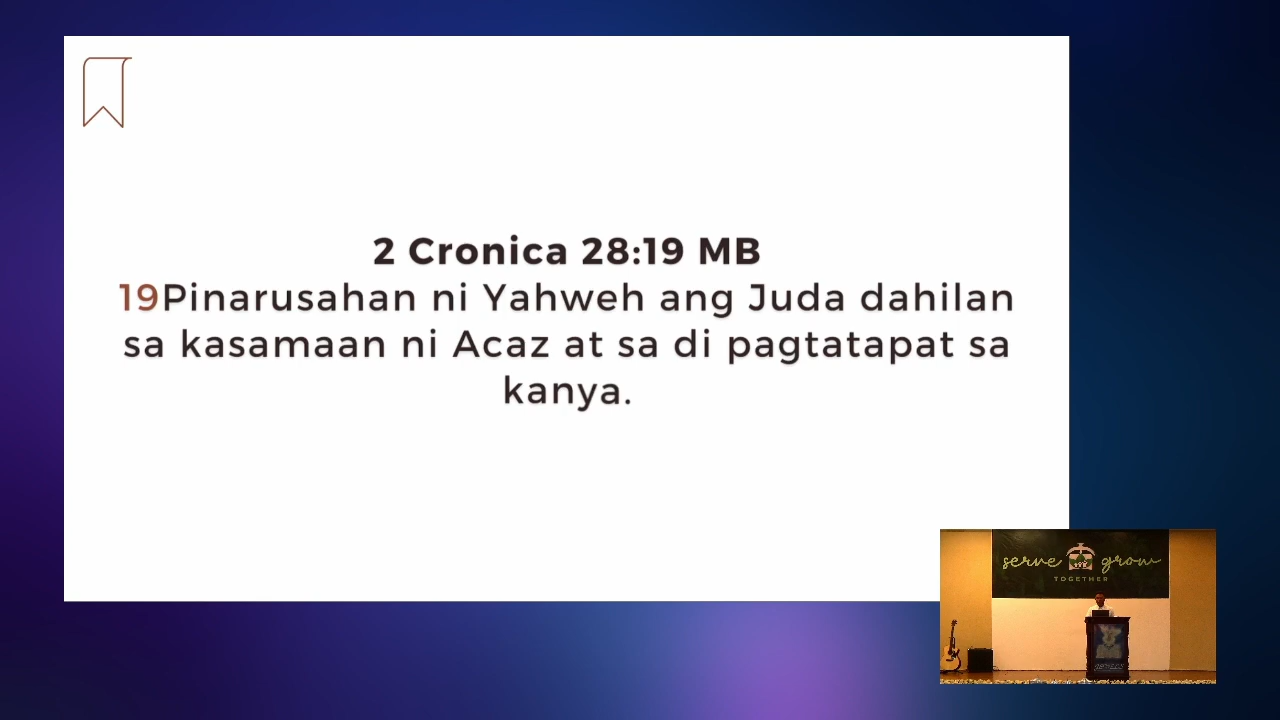 2 Cronica 28:19 MB
19Pinarusahan ni Yahweh ang Juda dahilan
sa kasamaan ni Acaz at sa di pagtatapat sa
kanya.
serve grow
TOGETHER